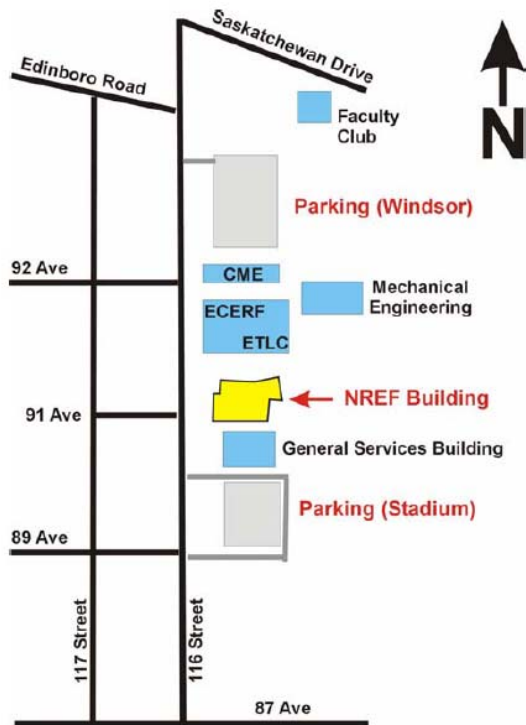 Saskatchewan Drive
Edinboro Road
N
Faculty
Club
Parking (Windsor)
92 Ave
CME
Mechanical
Engineering
ECERF
ETLC
NREF Building
91 Ave
General Services Building
Parking (Stadium)
89 Ave
117 Street
116 Street
87 Ave